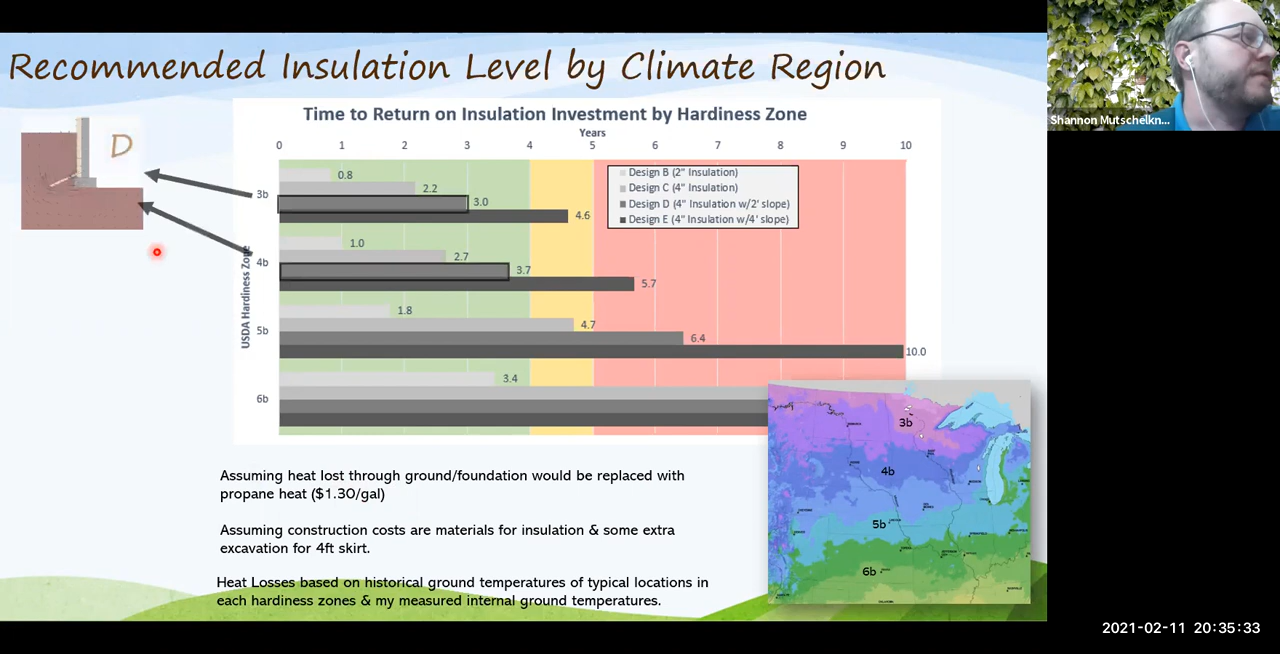 Recommended Insulation Level by Climate Region
Shannon Mutschelkn...
Time to Return on Insulation Investment by Hardiness Zone
Years
0 1 2 3 4 5 6 7 8 9 10
D
USDA Hardiness Zone
Design B (2" Insulation)
Design C (4" Insulation)
Design D (4" Insulation w/2' slope)
Design E (4" Insulation w/4' slope)
3b
0.8
2.2
3.0
4.6
4b
1.0
2.7
3.7
5.7
5b
1.8
4.7
6.4
10.0
6b
3.4
3b
4b
5b
6b
Assuming heat lost through ground/foundation would be replaced with
propane heat ($1.30/gal)
Assuming construction costs are materials for insulation & some extra
excavation for 4ft skirt.
Heat Losses based on historical ground temperatures of typical locations in
each hardiness zones & my measured internal ground temperatures.
2021-02-11 20:35:33